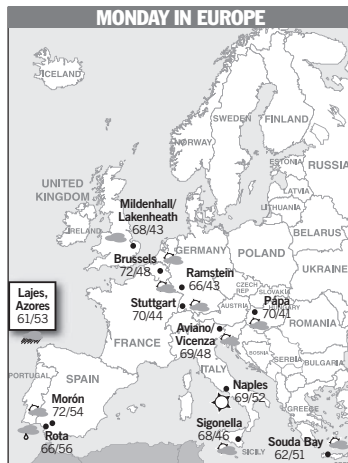 MONDAY IN EUROPE
ICELAND
SWEDEN
FINLAND
NORWAY
ESTONIA
RUSSIA
LATVIA
LITHUANIA
UNITED
KINGDOM
Mildenhall/
Lakenheath
68/43
IRELAND
BELARUS
Brussels
72/48
GERMANY
POLAND
UKRAINE
Ramstein
66/43
Lajes,
Azores
61/53
Stuttgart
70/44
CZECH
REP
SLOVAKIA
AUSTRIA
HUNGARY
Pápa
70/41
ROMANIA
Aviano/
Vicenza
69/48
FRANCE
BOSNIA
SERBIA
BULGARIA
ITALY
PORTUGAL
SPAIN
Morón
72/54
Naples
69/52
GREECE
Rota
66/56
Sigonella
68/46
SICILY
Souda Bay
62/51